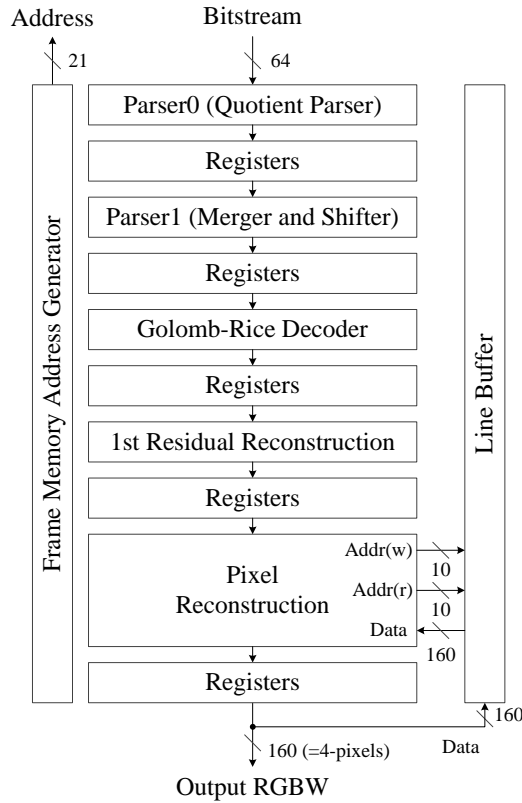 Address
Bitstream
21
64
Parser0 (Quotient Parser)
Registers
Parser1 (Merger and Shifter)
Registers
Golomb-Rice Decoder
Registers
1st Residual Reconstruction
Registers
Pixel
Reconstruction
Addr(w)
10
Addr(r)
10
Data
160
Registers
Frame Memory Address Generator
Line Buffer
160
Data
160 (=4-pixels)
Output RGBW